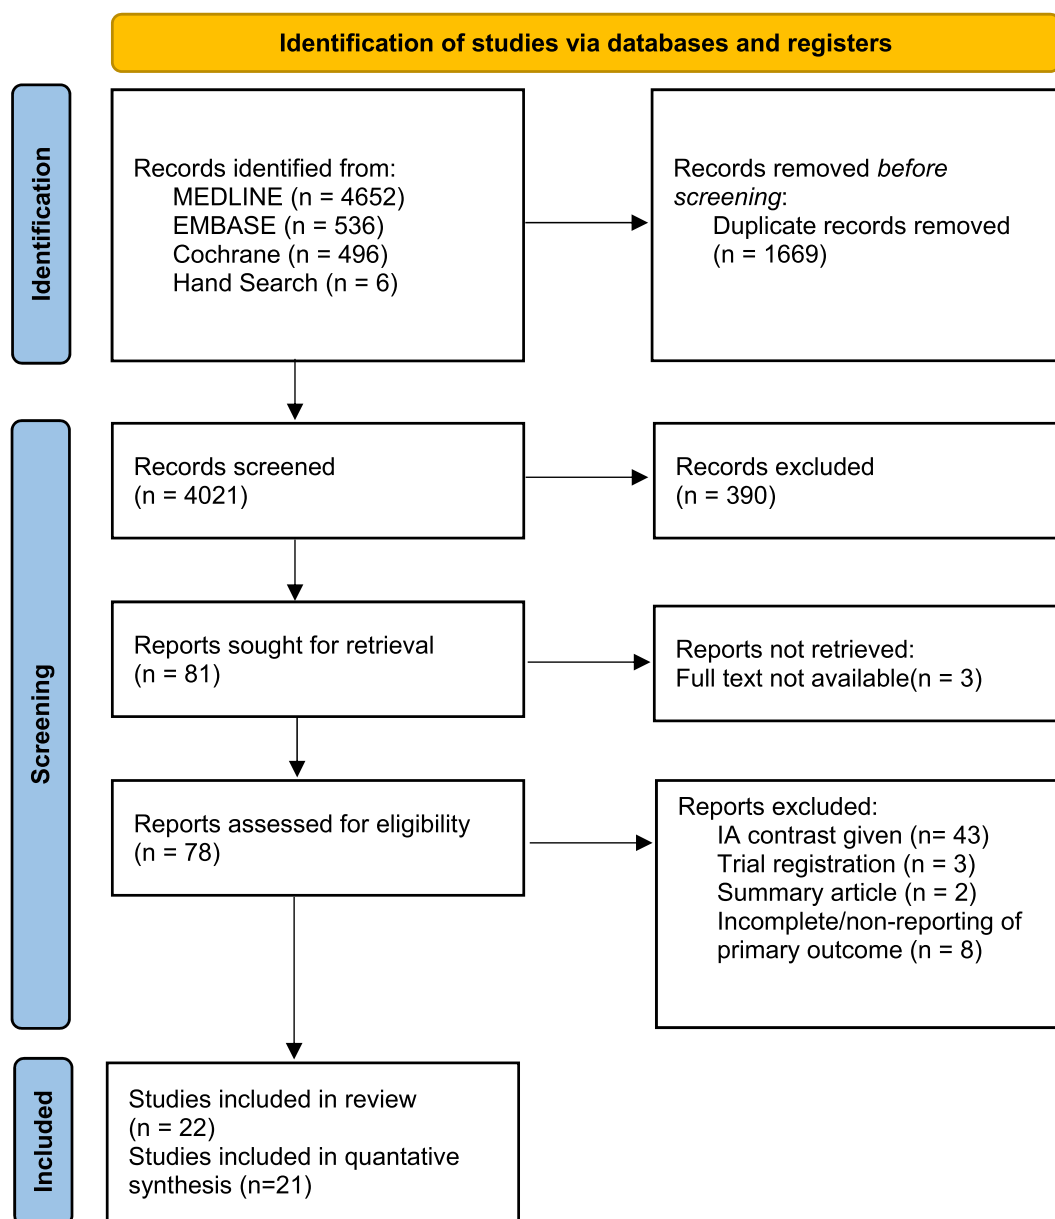 Identification of studies via databases and registers
Identification
Records identified from:
MEDLINE (n = 4652)
EMBASE (n = 536)
Cochrane (n = 496)
Hand Search (n = 6)
Records removed before
screening:
Duplicate records removed
(n = 1669)
Screening
Records screened
(n = 4021)
Records excluded
(n = 390)
Reports sought for retrieval
(n = 81)
Reports not retrieved:
Full text not available(n = 3)
Reports assessed for eligibility
(n = 78)
Reports excluded:
IA contrast given (n= 43)
Trial registration (n = 3)
Summary article (n = 2)
Incomplete/non-reporting of
primary outcome (n = 8)
Included
Studies included in review
(n = 22)
Studies included in quantative
synthesis (n=21)